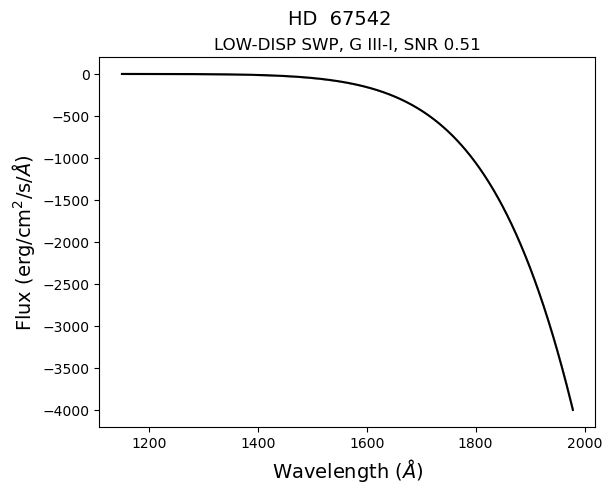 HD  67542
LOW-DISP SWP, G III-I, SNR 0.51
0
−500
−1000
−1500
−2000
−2500
−3000
−3500
−4000
Flux (erg/cm²/s/Å)
1200 1400 1600 1800 2000
Wavelength (Å)